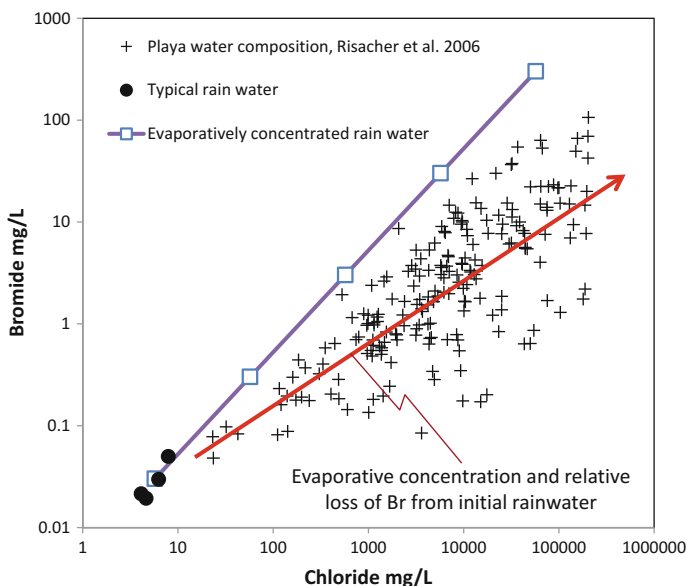 1000
100
10
1
0.1
0.01
Bromide mg/L
Playa water composition, Risacher et al. 2006
Typical rain water
Evaporatively concentrated rain water
Evaporative concentration and relative
loss of Br from initial rainwater
1 10 100 1000 10000 100000 1000000
Chloride mg/L